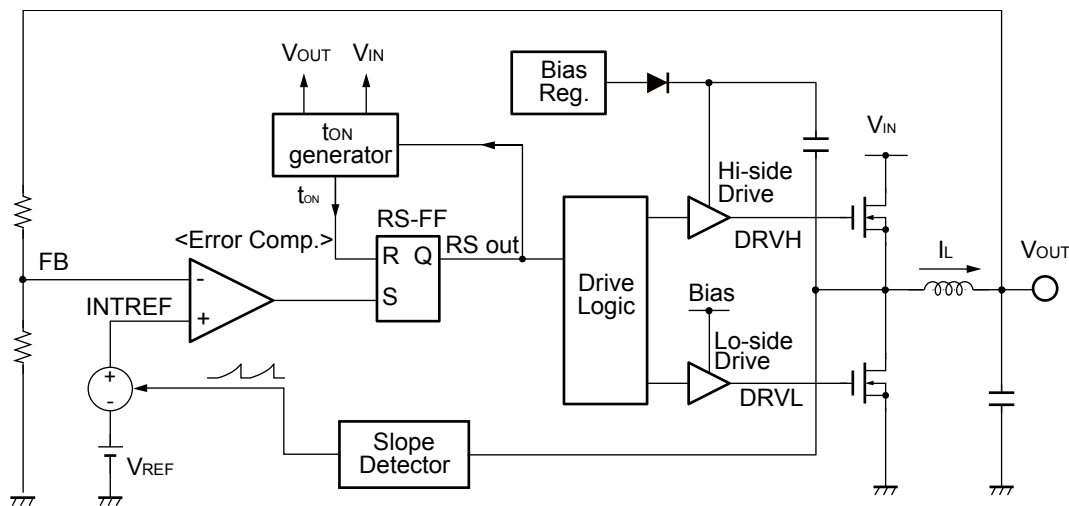 VOUT VIN
Bias
Reg.
tON
generator
VIN
Hi-side
Drive
tON
RS-FF
<Error Comp.>
R Q
RS out
DRVH
FB
-
S
Drive
Logic
IL
VOUT
INTREF
+
Bias
Lo-side
Drive
+
-
DRVL
Slope
Detector
VREF